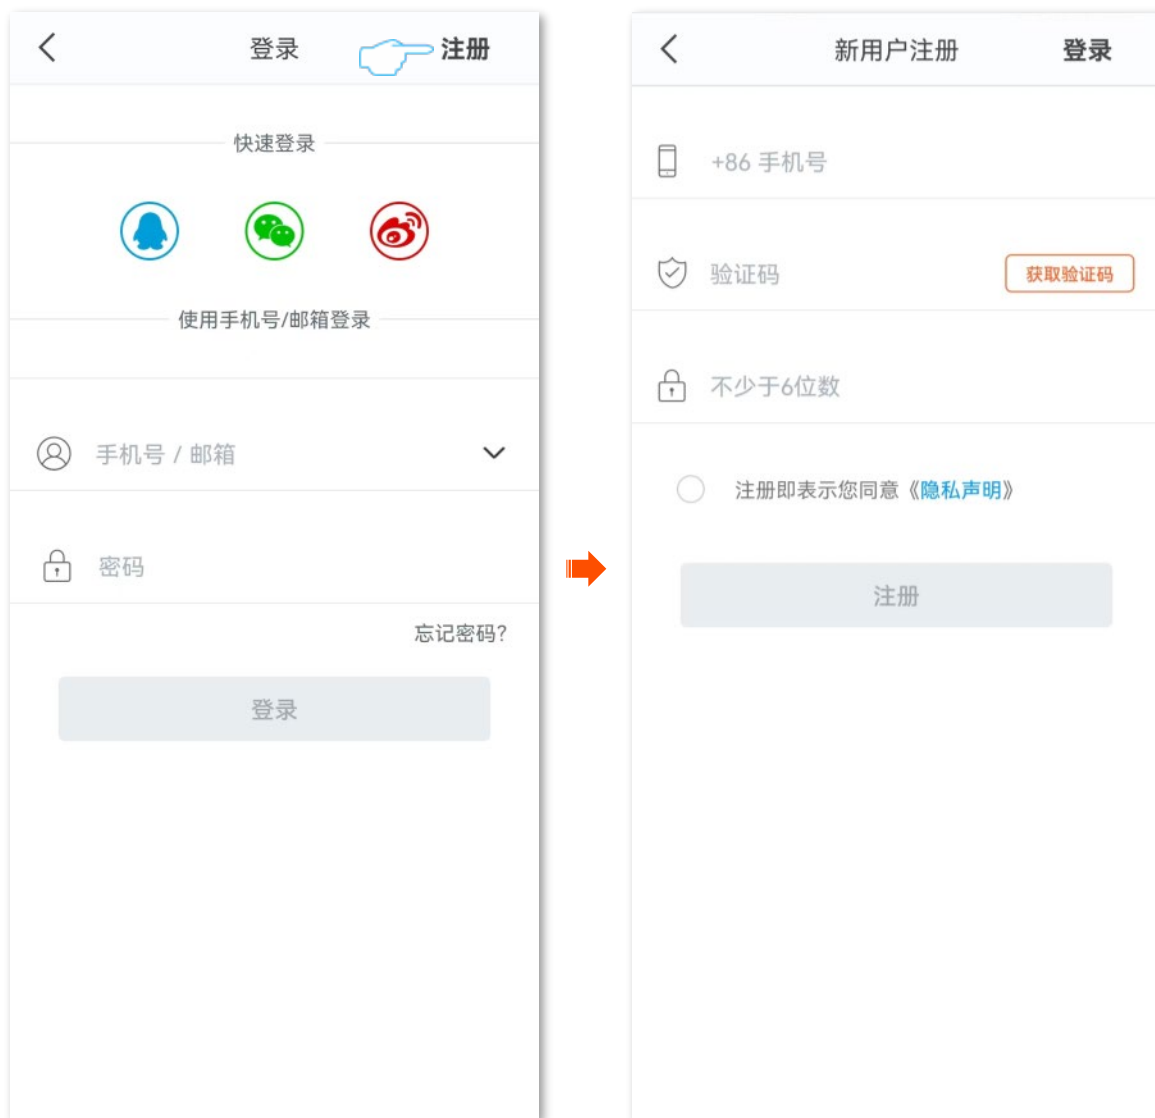 登录
注册
快速登录
使用手机号/邮箱登录
手机号 / 邮箱
密码
忘记密码?
登录
新用户注册
登录
+86 手机号
验证码
获取验证码
不少于6位数
注册即表示您同意《隐私声明》
注册